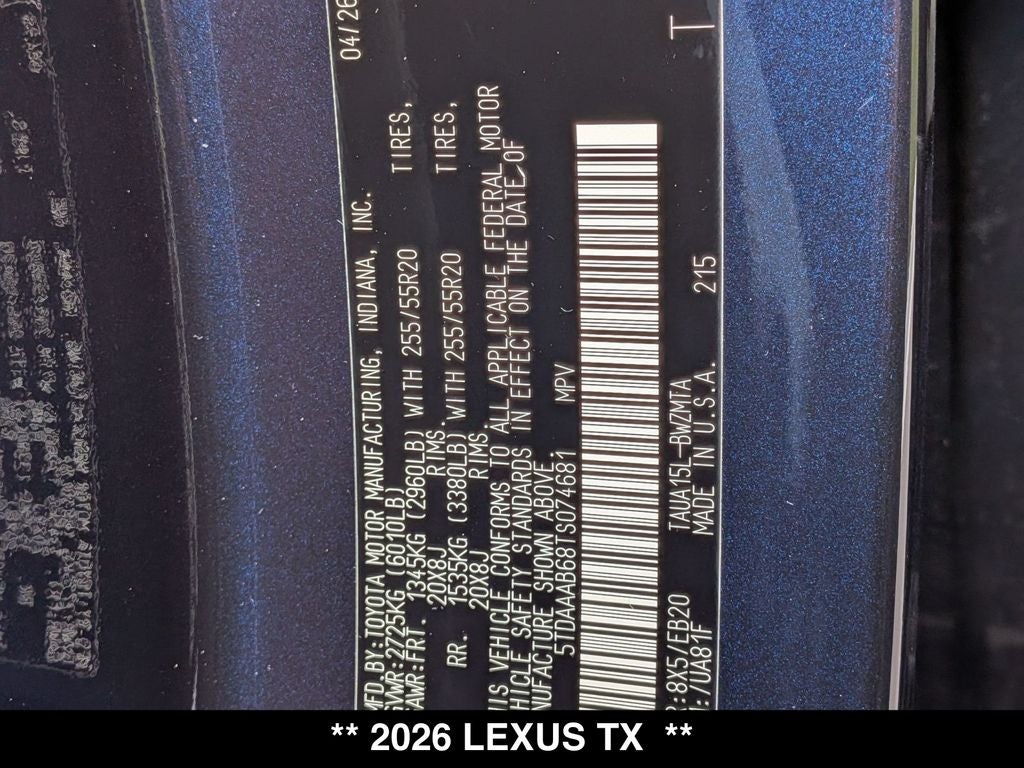 04/26
MFD.BY:TOYOTA MOTOR MANUFACTURING, INDIANA, INC.
GVWR:2725KG (6010LB)
GAWR:FRT. 1345KG (2960LB) WITH 255/55R20 TIRES,
20X8J RIMS.
RR. 1535KG (3380LB) WITH 255/55R20 TIRES,
20X8J RIMS.
THIS VEHICLE CONFORMS TO ALL APPLICABLE FEDERAL MOTOR
VEHICLE SAFETY STANDARDS IN EFFECT ON THE DATE OF
MANUFACTURE SHOWN ABOVE.
5TDAAAB68TS074681 MPV
R:8X5/EB20 TAUA15L-BWZMTA 215 T
:/UA81F MADE IN U.S.A.
** 2026 LEXUS TX **